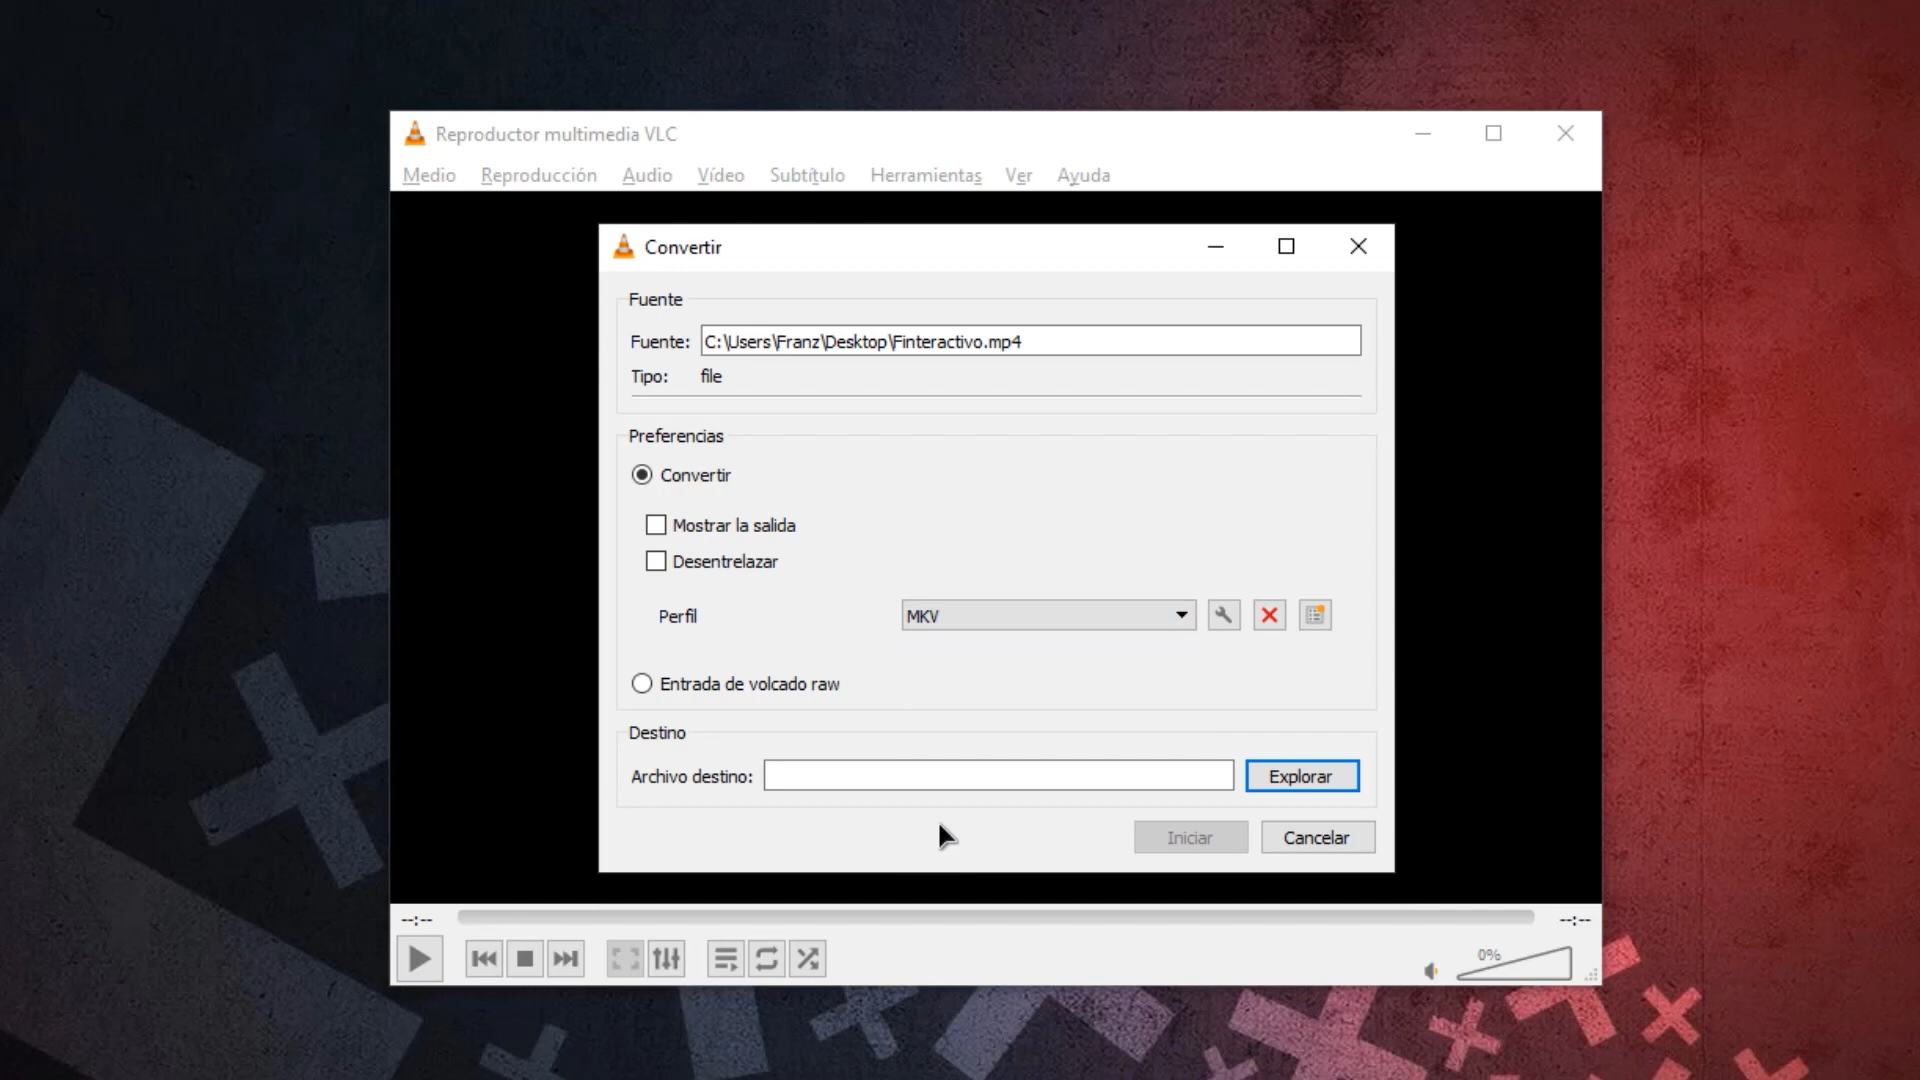 Reproductor multimedia VLC
Medio Reproducción Audio Vídeo Subtítulo Herramientas Ver Ayuda
Convertir
Fuente
Fuente: C:\Users\Franz\Desktop\Finteractivo.mp4
Tipo: file
Preferencias
Convertir
Mostrar la salida
Desentrelazar
Perfil MKV
Entrada de volcado raw
Destino
Archivo destino: Explorar
Iniciar Cancelar
--:-- --:--
0%